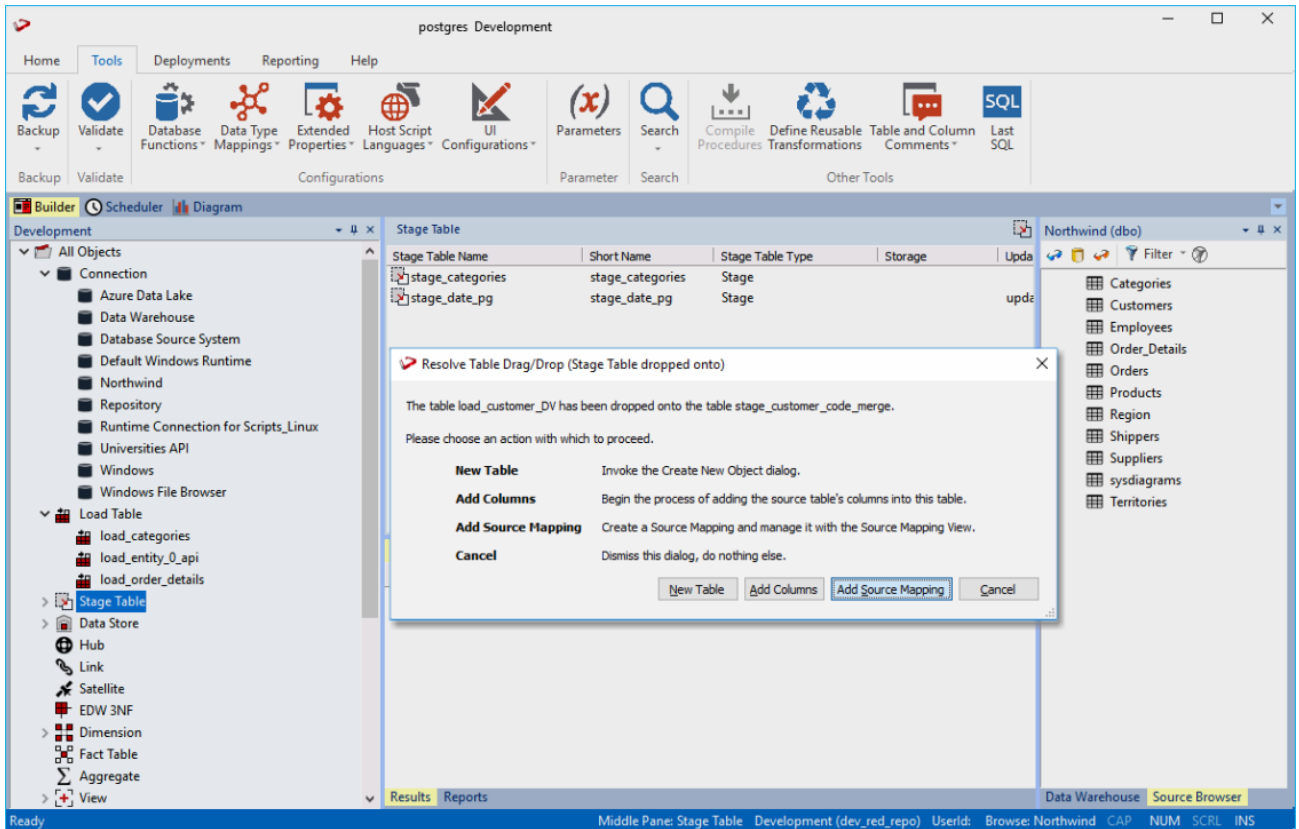 postgres Development
Home Tools Deployments Reporting Help
Backup Validate Database Functions Data Type Mappings Extended Properties Host Script Languages UI Configurations (x) Parameters Search Compile Procedures Define Reusable Transformations Table and Column Comments SQL Last SQL
Backup Validate Configurations Parameter Search Other Tools
Builder Scheduler Diagram
Development
All Objects
Connection
Azure Data Lake
Data Warehouse
Database Source System
Default Windows Runtime
Northwind
Repository
Runtime Connection for Scripts_Linux
Universities API
Windows
Windows File Browser
Load Table
load_categories
load_entity_0_api
load_order_details
Stage Table
Data Store
Hub
Link
Satellite
EDW 3NF
Dimension
Fact Table
Aggregate
View
Stage Table
Stage Table Name Short Name Stage Table Type Storage Upda
stage_categories stage_categories Stage
stage_date_pg stage_date_pg Stage upda
Resolve Table Drag/Drop (Stage Table dropped onto)
The table load_customer_DV has been dropped onto the table stage_customer_code_merge.
Please choose an action with which to proceed.
New Table Invoke the Create New Object dialog.
Add Columns Begin the process of adding the source table's columns into this table.
Add Source Mapping Create a Source Mapping and manage it with the Source Mapping View.
Cancel Dismiss this dialog, do nothing else.
New Table Add Columns Add Source Mapping Cancel
Results Reports
Northwind (dbo)
Filter
Categories
Customers
Employees
Order_Details
Orders
Products
Region
Shippers
Suppliers
sysdiagrams
Territories
Data Warehouse Source Browser
Ready Middle Pane: Stage Table Development (dev_red_repo) UserId: Browse: Northwind CAP NUM SCRL INS